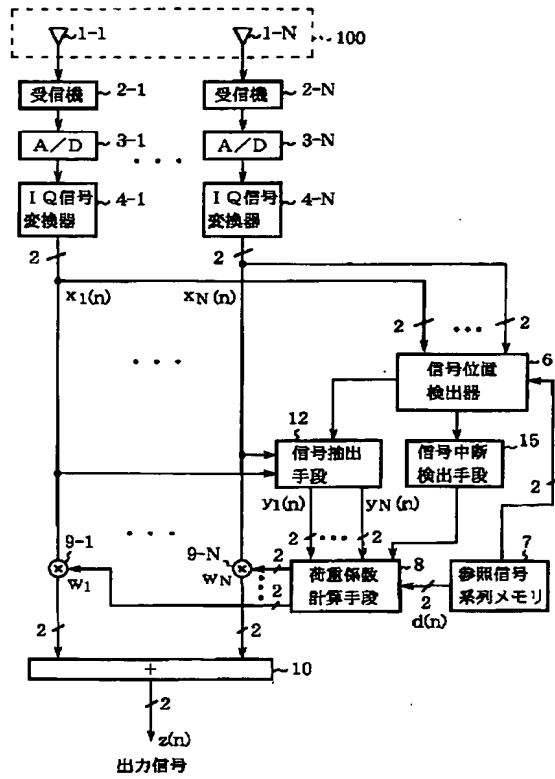 1-1
1-N
100
受信機
2-1
受信機
2-N
A/D
3-1
A/D
3-N
IQ信号
変換器
4-1
IQ信号
変換器
4-N
2
2
x1(n)
xN(n)
2
2
信号位置
検出器
6
12
信号抽出
手段
15
信号中断
検出手段
y1(n)
yN(n)
2
2
2
9-1
w1
9-N
wN
2
2
荷重係数
計算手段
8
2
d(n)
7
参照信号
系列メモリ
2
2
+
10
2
z(n)
出力信号